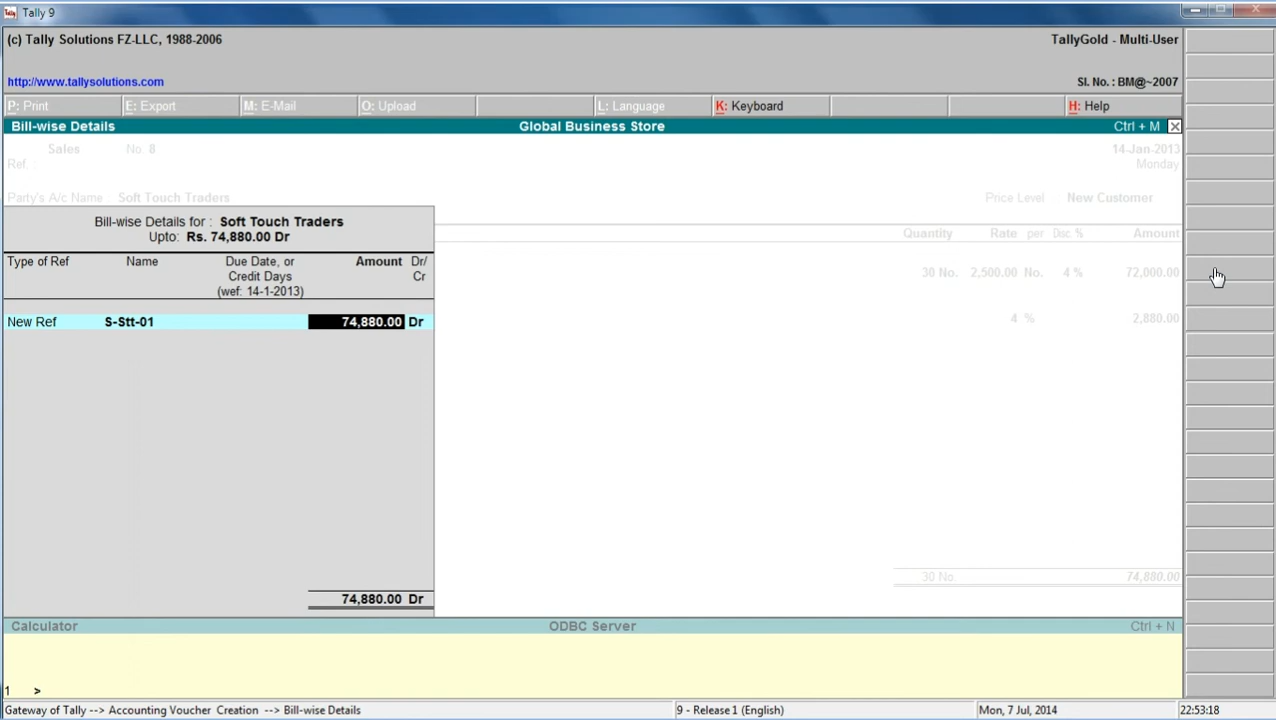 Tally 9
(c) Tally Solutions FZ-LLC, 1988-2006
TallyGold - Multi-User
http://www.tallysolutions.com
Sl. No. : BM@~2007
P: Print E: Export M: E-Mail O: Upload L: Language K: Keyboard H: Help
Bill-wise Details Global Business Store Ctrl + M
Sales No. 8 14-Jan-2013
Ref. : Monday
Party's A/c Name : Soft Touch Traders Price Level New Customer
Bill-wise Details for : Soft Touch Traders
Upto: Rs. 74,880.00 Dr
Quantity Rate per Disc % Amount
Type of Ref Name Due Date, or Amount Dr/
Credit Days Cr
(wef: 14-1-2013)
30 No. 2,500.00 No. 4 % 72,000.00
New Ref S-Stt-01 74,880.00 Dr
4 % 2,880.00
30 No. 74,880.00
74,880.00 Dr
Calculator ODBC Server Ctrl + N
1 >
Gateway of Tally --> Accounting Voucher Creation --> Bill-wise Details 9 - Release 1 (English) Mon, 7 Jul, 2014 22:53:18